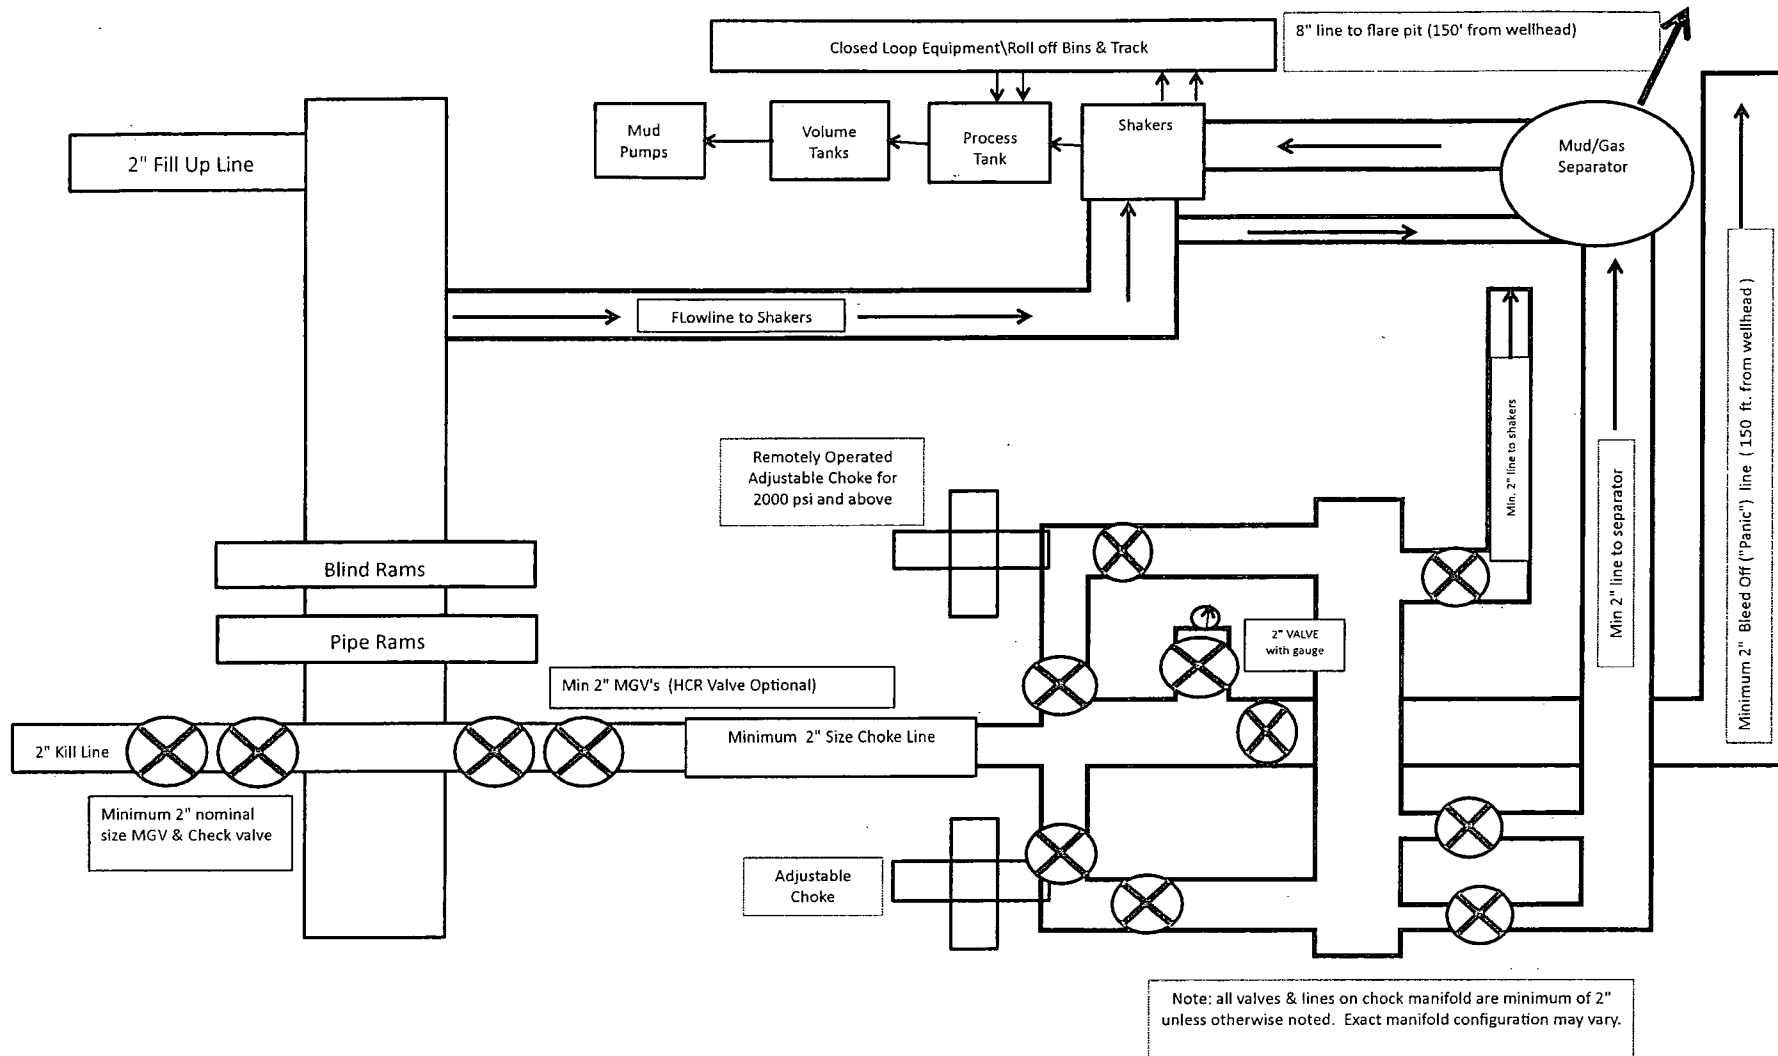 8" line to flare pit (150' from wellhead)
Closed Loop Equipment\Roll off Bins & Track
Mud
Pumps
Volume
Tanks
Process
Tank
Shakers
Mud/Gas
Separator
2" Fill Up Line
FLowline to Shakers
Minimum 2" Bleed Off ("Panic") line ( 150 ft. from wellhead )
Min. 2" line to shakers
Min 2" line to separator
Remotely Operated
Adjustable Choke for
2000 psi and above
Blind Rams
Pipe Rams
2" VALVE
with gauge
Min 2" MGV's (HCR Valve Optional)
2" Kill Line
Minimum 2" Size Choke Line
Minimum 2" nominal
size MGV & Check valve
Adjustable
Choke
Note: all valves & lines on chock manifold are minimum of 2"
unless otherwise noted. Exact manifold configuration may vary.